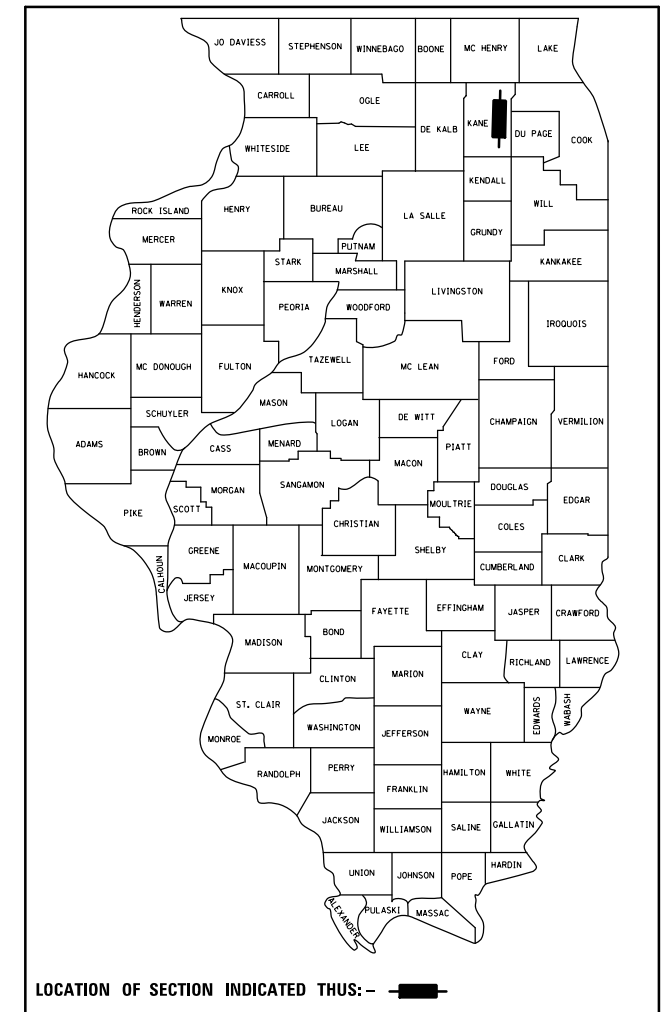 JO DAVIESS STEPHENSON WINNEBAGO BOONE MC HENRY LAKE
CARROLL OGLE DE KALB KANE DU PAGE COOK
WHITESIDE LEE
KENDALL
ROCK ISLAND HENRY BUREAU LA SALLE GRUNDY WILL
MERCER PUTNAM
STARK MARSHALL KANKAKEE
HENDERSON WARREN KNOX PEORIA WOODFORD LIVINGSTON IROQUOIS
HANCOCK MC DONOUGH FULTON TAZEWELL MC LEAN FORD
SCHUYLER MASON LOGAN DE WITT CHAMPAIGN VERMILION
ADAMS BROWN CASS MENARD MACON PIATT
PIKE SCOTT MORGAN SANGAMON MOULTRIE DOUGLAS EDGAR
CHRISTIAN COLES
CALHOUN GREENE MACOUPIN MONTGOMERY SHELBY CUMBERLAND CLARK
JERSEY FAYETTE EFFINGHAM JASPER CRAWFORD
MADISON BOND CLAY RICHLAND LAWRENCE
CLINTON MARION
ST. CLAIR WASHINGTON JEFFERSON WAYNE EDWARDS WABASH
MONROE
RANDOLPH PERRY FRANKLIN HAMILTON WHITE
JACKSON WILLIAMSON SALINE GALLATIN
UNION JOHNSON POPE HARDIN
ALEXANDER PULASKI MASSAC
LOCATION OF SECTION INDICATED THUS: -